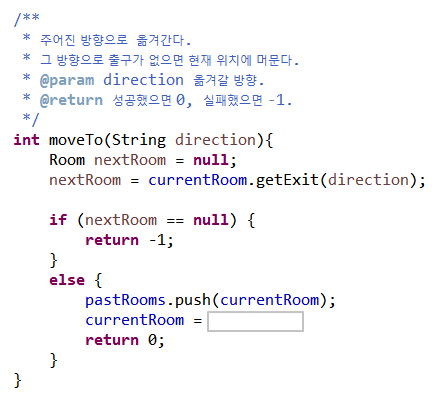 /**
 * 주어진 방향으로 옮겨간다.
 * 그 방향으로 출구가 없으면 현재 위치에 머문다.
 * @param direction 옮겨갈 방향.
 * @return 성공했으면 0, 실패했으면 -1.
 */
int moveTo(String direction){
    Room nextRoom = null;
    nextRoom = currentRoom.getExit(direction);

    if (nextRoom == null) {
        return -1;
    }
    else {
        pastRooms.push(currentRoom);
        currentRoom =
        return 0;
    }
}